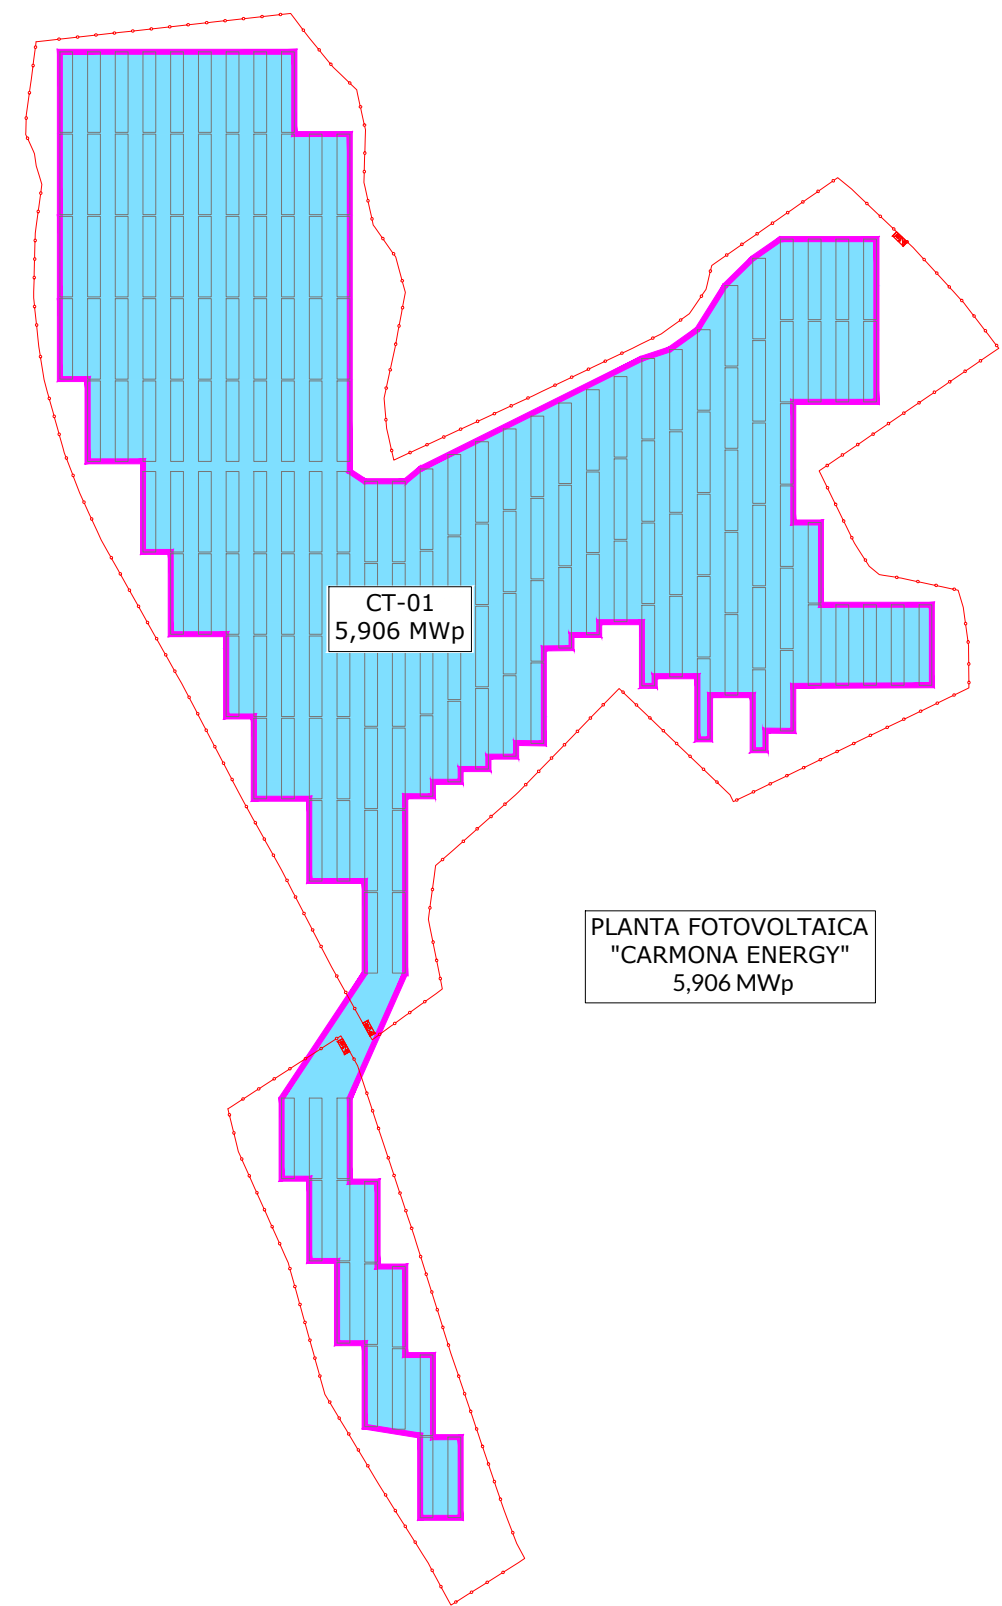 CT-01
5,906 MWp
PLANTA FOTOVOLTAICA
"CARMONA ENERGY"
5,906 MWp